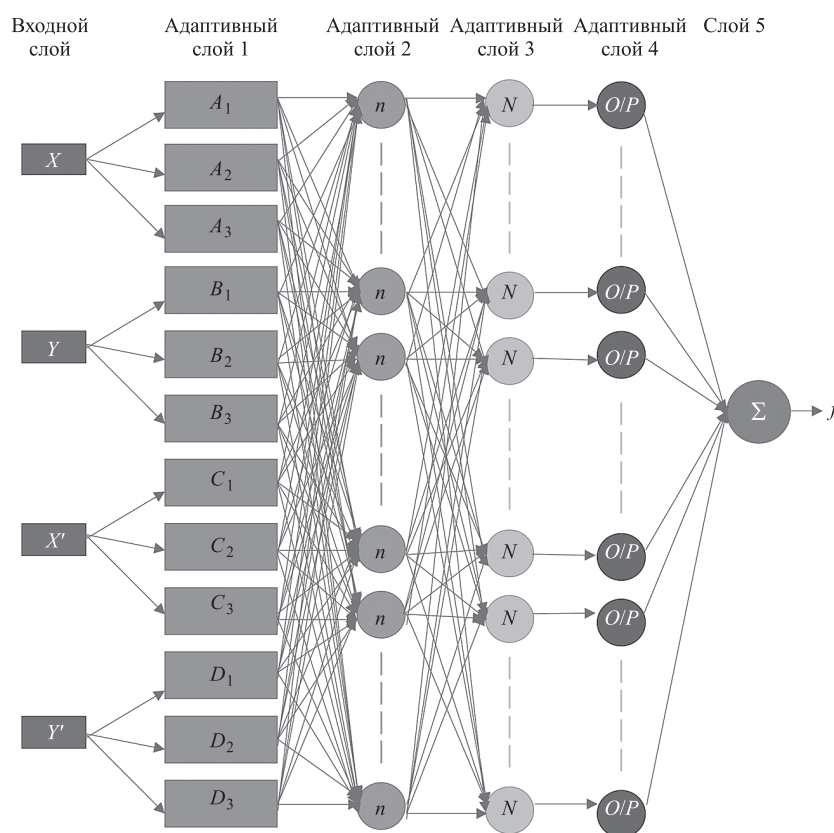 Входной слой
Адаптивный слой 1
Адаптивный слой 2
Адаптивный слой 3
Адаптивный слой 4
Слой 5
X
Y
X'
Y'
A1
A2
A3
B1
B2
B3
C1
C2
C3
D1
D2
D3
n
n
n
n
n
n
N
N
N
N
N
N
O/P
O/P
O/P
O/P
O/P
O/P
Σ